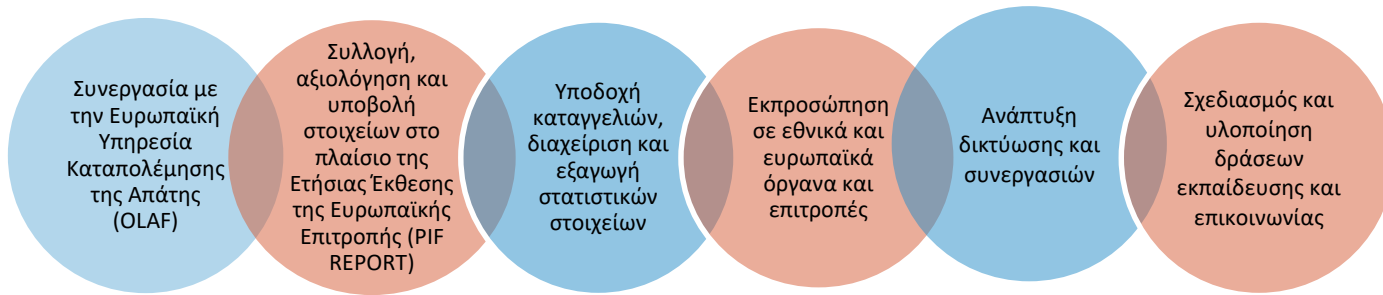 Συνεργασία με
την Ευρωπαϊκή
Υπηρεσία
Καταπολέμησης
της Απάτης
(OLAF)
Συλλογή,
αξιολόγηση και
υποβολή
στοιχείων στο
πλαίσιο της
Ετήσιας Έκθεσης
της Ευρωπαϊκής
Επιτροπής (PIF
REPORT)
Υποδοχή
καταγγελιών,
διαχείριση και
εξαγωγή
στατιστικών
στοιχείων
Εκπροσώπηση
σε εθνικά και
ευρωπαϊκά
όργανα και
επιτροπές
Ανάπτυξη
δικτύωσης και
συνεργασιών
Σχεδιασμός και
υλοποίηση
δράσεων
εκπαίδευσης και
επικοινωνίας